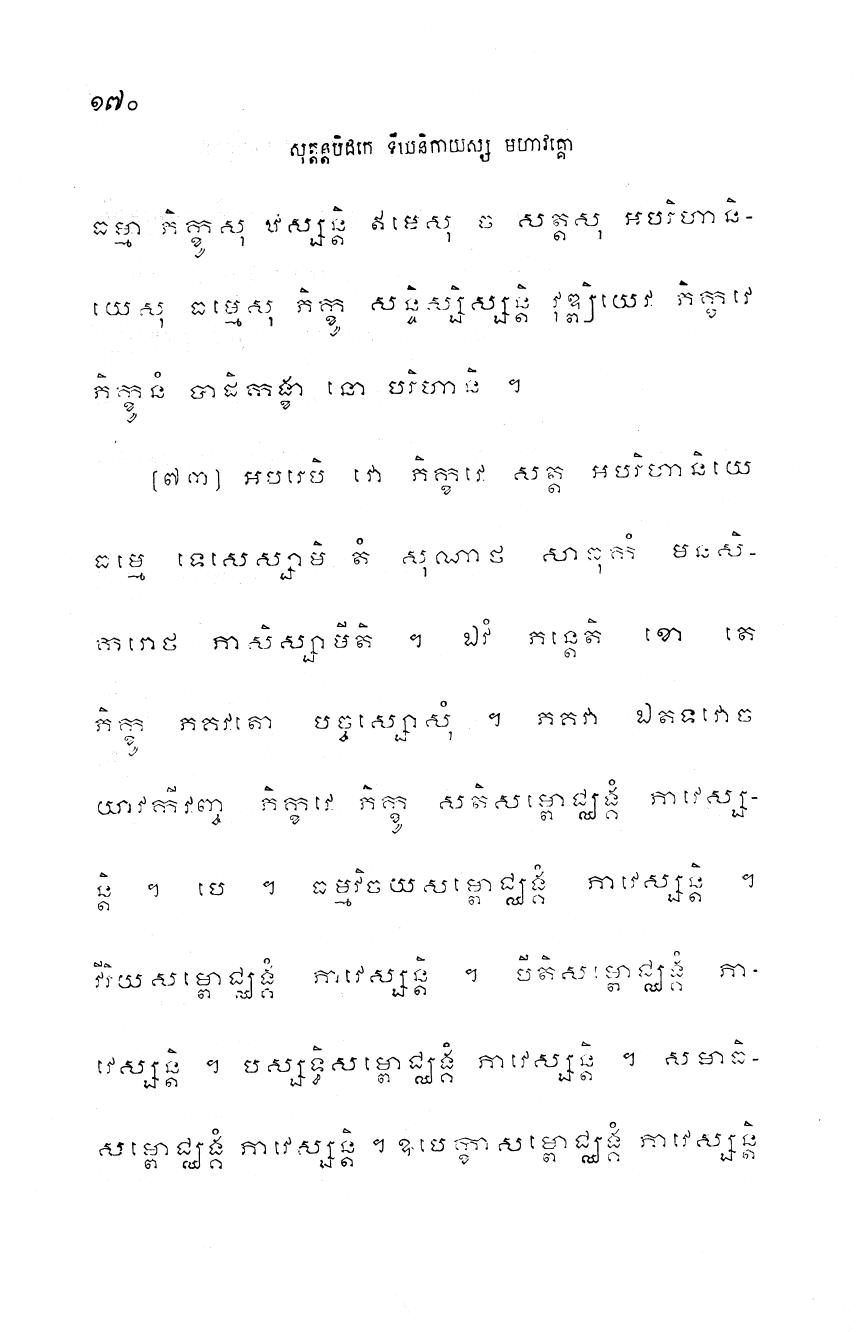 ១៧០
សុត្តន្តបិដកេ ទីឃនិកាយស្ស មហាវគ្គោ
ធម្មា ភិក្ខូសុ ឋស្សន្តិ ឥមេសុ ច សត្តសុ អបរិហានិ-
យេសុ ធម្មេសុ ភិក្ខូ សន្ទិស្សិស្សន្តិ វុឌ្ឍិយេវ ភិក្ខវេ
ភិក្ខូនំ បាដិកង្ខា នោ បរិហានិ ។
[៧៣] អបរេបិ វោ ភិក្ខវេ សត្ត អបរិហានិយេ
ធម្មេ ទេសេស្សាមិ តំ សុណាថ សាធុកំ មនសិ-
ករោថ ភាសិស្សាមីតិ ។ ឯវំ ភន្តេតិ ខោ តេ
ភិក្ខូ ភគវតោ បច្ចស្សោសុំ ។ ភគវា ឯតទវោច
យាវកីវញ្ច ភិក្ខវេ ភិក្ខូ សតិសម្ពោជ្ឈង្គំ ភាវេស្ស-
ន្តិ ។ បេ ។ ធម្មវិចយសម្ពោជ្ឈង្គំ ភាវេស្សន្តិ ។
វីរិយសម្ពោជ្ឈង្គំ ភាវេស្សន្តិ ។ បីតិសម្ពោជ្ឈង្គំ ភា-
វេស្សន្តិ ។ បស្សទ្ធិសម្ពោជ្ឈង្គំ ភាវេស្សន្តិ ។ សមាធិ-
សម្ពោជ្ឈង្គំ ភាវេស្សន្តិ ។ ឧបេក្ខាសម្ពោជ្ឈង្គំ ភាវេស្សន្តិ